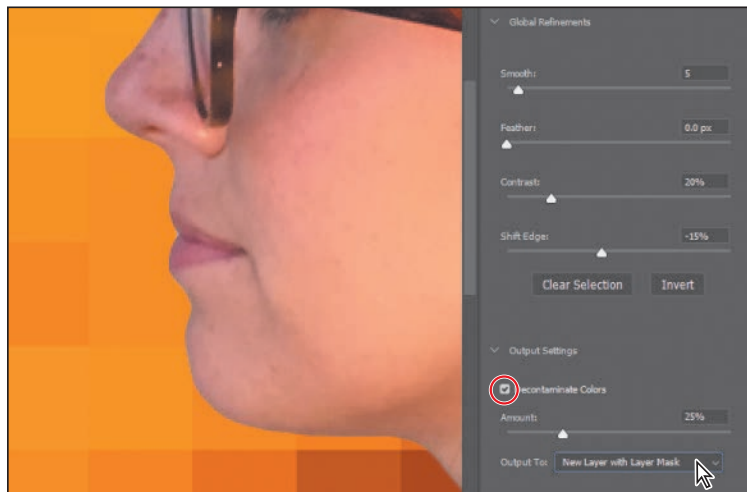 Global Refinements
Smooth: 5
Feather: 0.0 px
Contrast: 20%
Shift Edge: -15%
Clear Selection Invert
Output Settings
Decontaminate Colors
Amount: 25%
Output To: New Layer with Layer Mask